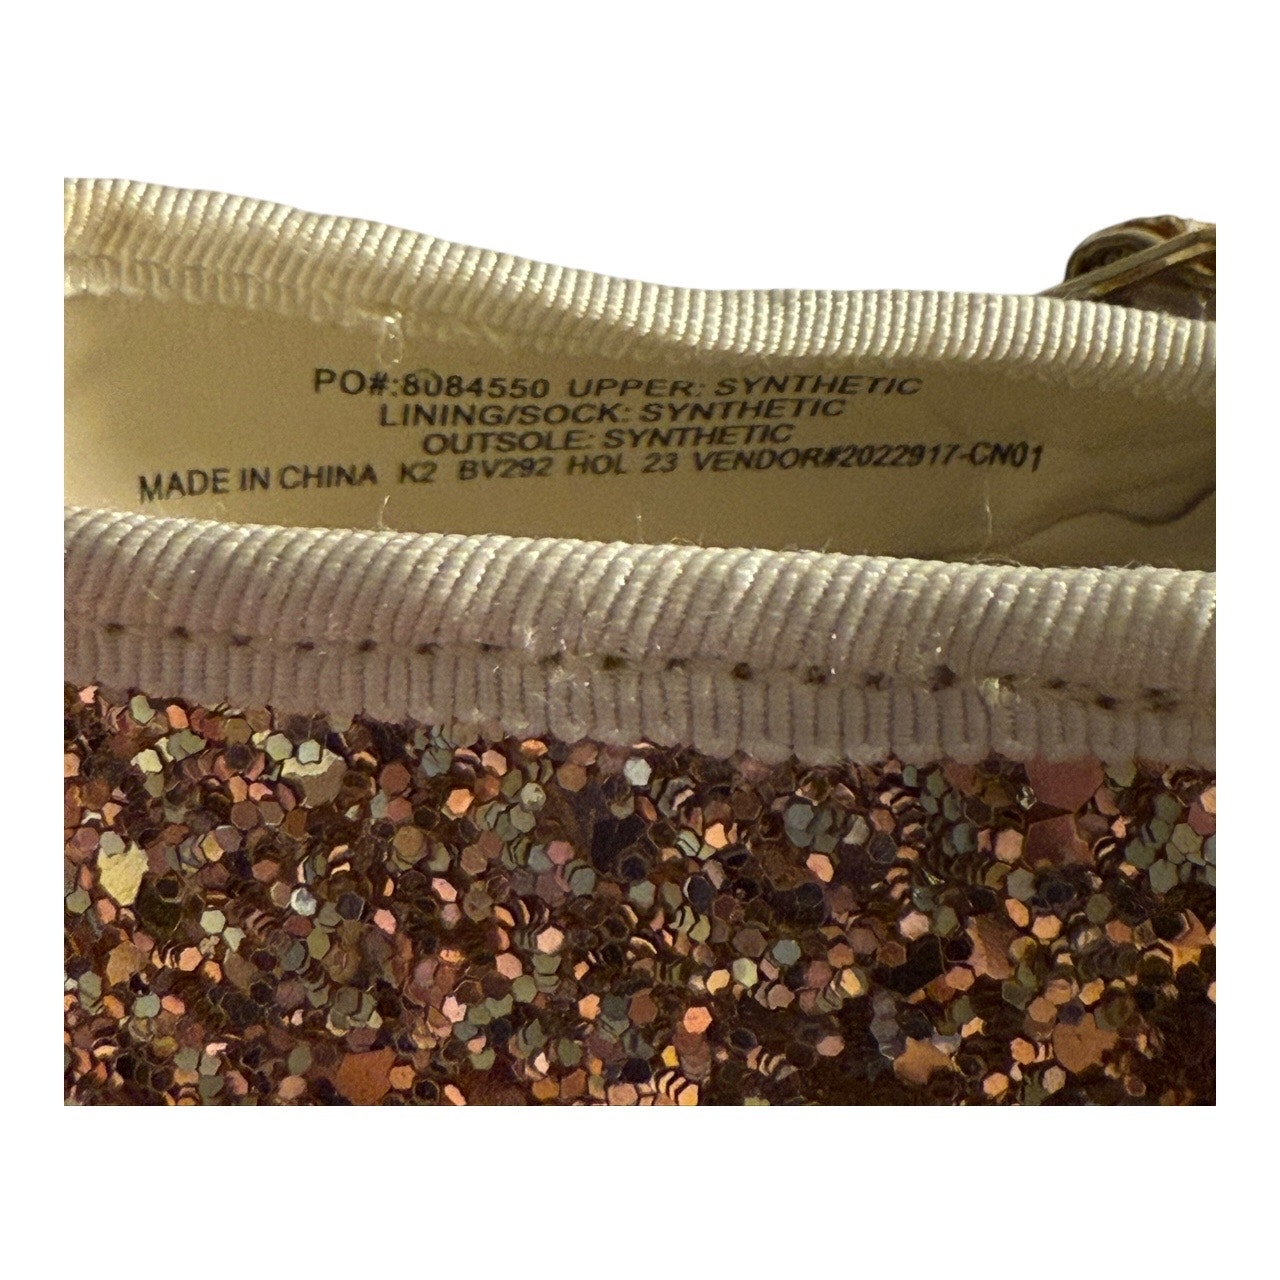 PO#:8084550 UPPER: SYNTHETIC
LINING/SOCK: SYNTHETIC
OUTSOLE: SYNTHETIC
MADE IN CHINA K2 BV292 HOL 23 VENDOR#2022917-CN01